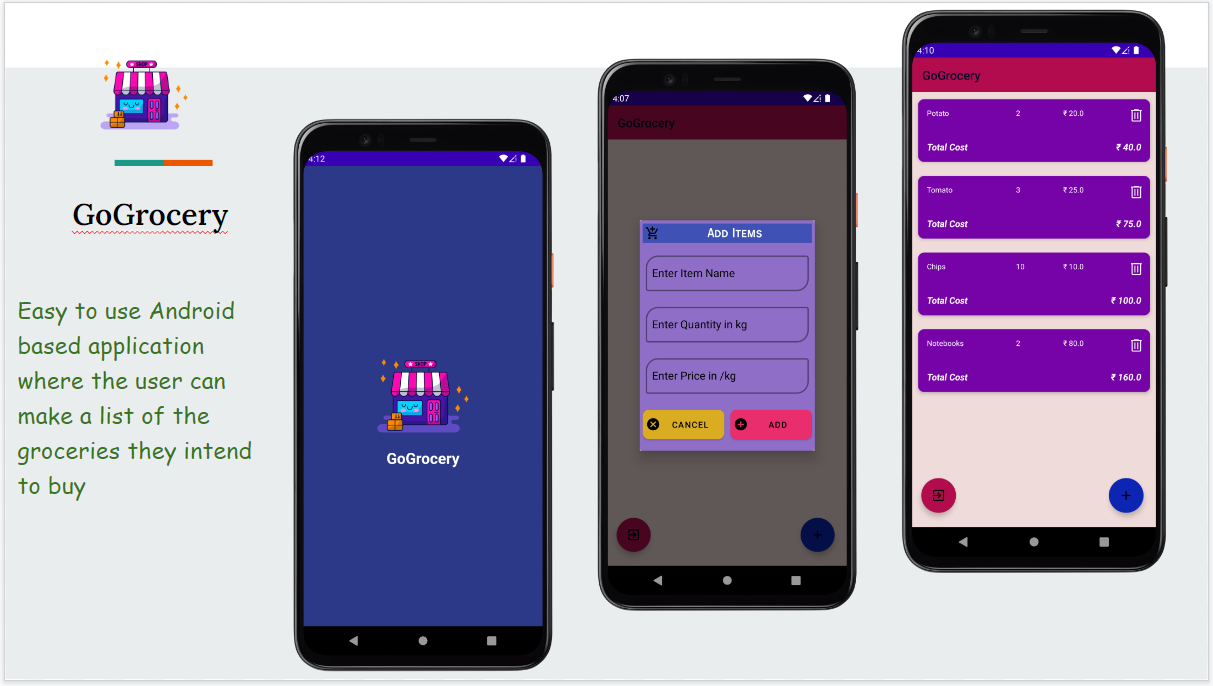 SHOP
GoGrocery
Easy to use Android
based application
where the user can
make a list of the
groceries they intend
to buy
4:12
SHOP
GoGrocery
4:07
GoGrocery
ADD ITEMS
Enter Item Name
Enter Quantity in kg
Enter Price in /kg
CANCEL
ADD
4:10
GoGrocery
Potato 2 ₹ 20.0
Total Cost ₹ 40.0
Tomato 3 ₹ 25.0
Total Cost ₹ 75.0
Chips 10 ₹ 10.0
Total Cost ₹ 100.0
Notebooks 2 ₹ 80.0
Total Cost ₹ 160.0